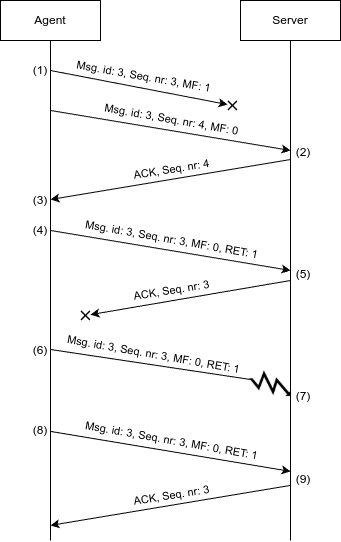 Agent
Server
(1)
Msg. id: 3, Seq. nr: 3, MF: 1
Msg. id: 3, Seq. nr: 4, MF: 0
(2)
ACK, Seq. nr: 4
(3)
(4)
Msg. id: 3, Seq. nr: 3, MF: 0, RET: 1
(5)
ACK, Seq. nr: 3
(6)
Msg. id: 3, Seq. nr: 3, MF: 0, RET: 1
(7)
(8)
Msg. id: 3, Seq. nr: 3, MF: 0, RET: 1
(9)
ACK, Seq. nr: 3